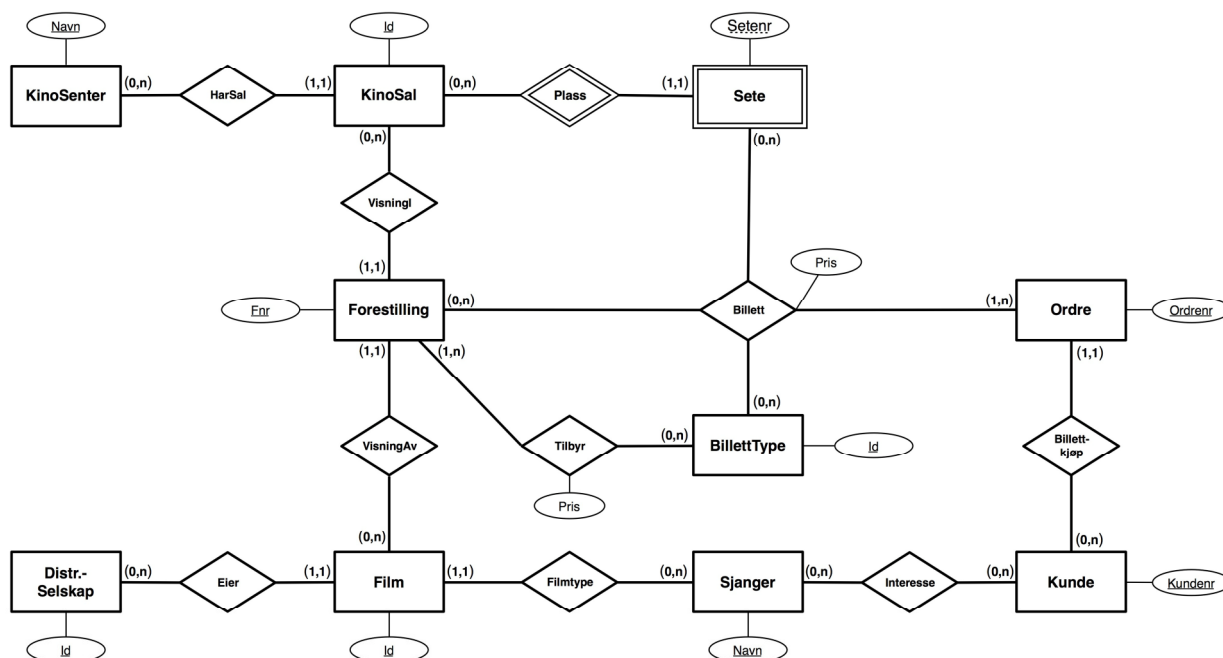 Navn
Id
Setenr
KinoSenter
(0,n)
HarSal
(1,1)
KinoSal
(0,n)
Plass
(1,1)
Sete
(0,n)
(0.n)
VisningI
(1,1)
Pris
Fnr
Forestilling
(0,n)
Billett
(1,n)
Ordre
Ordrenr
(1,1)
(1,n)
(1,1)
(0,n)
VisningAv
Tilbyr
(0,n)
BillettType
Id
Billett-
kjøp
Pris
(0,n)
(0,n)
Distr.-
Selskap
(0,n)
Eier
(1,1)
Film
(1,1)
Filmtype
(0,n)
Sjanger
(0,n)
Interesse
(0,n)
Kunde
Kundenr
Id
Id
Navn